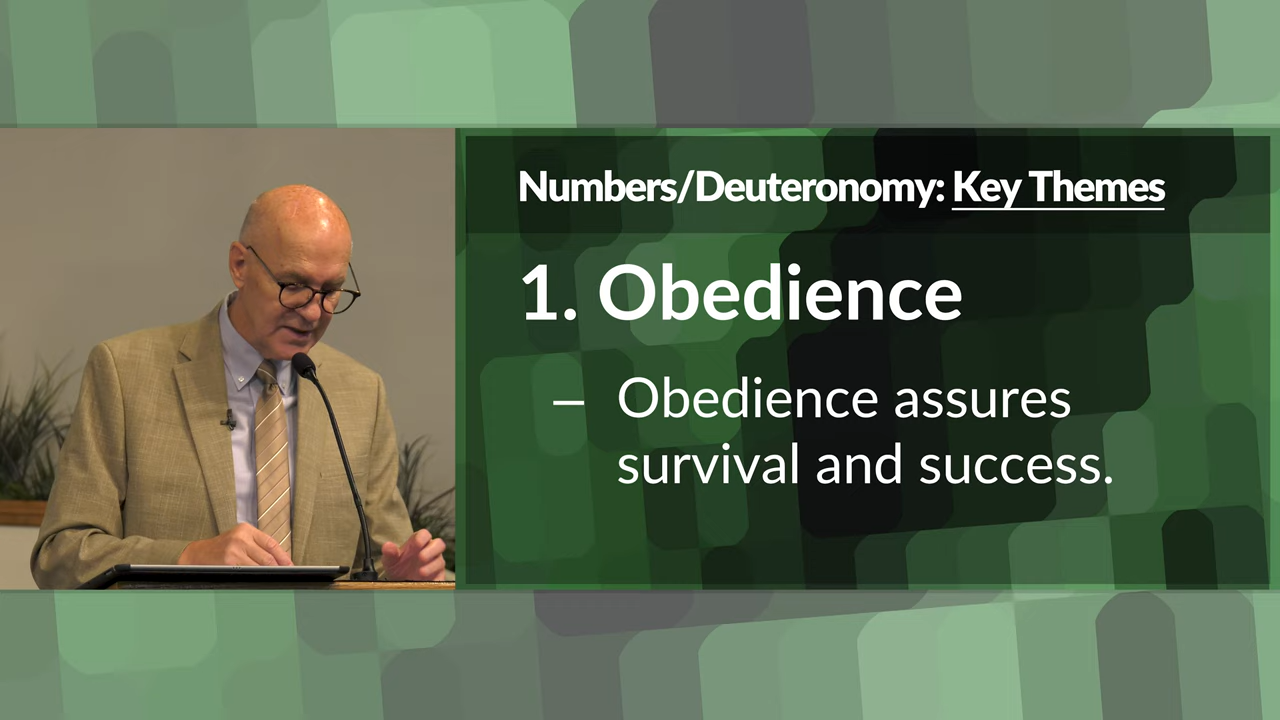 Numbers/Deuteronomy: Key Themes
1. Obedience
– Obedience assures
survival and success.